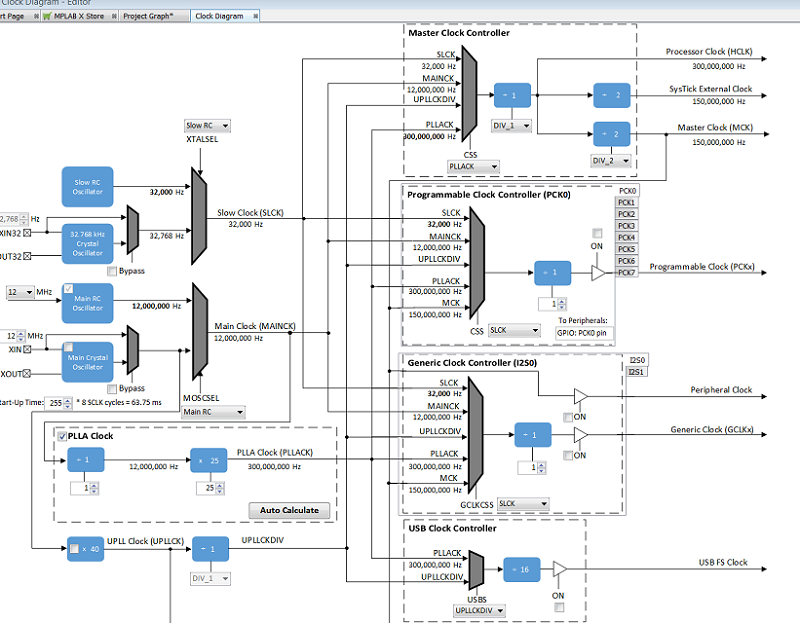 Clock Diagram - Editor
rt Page
MPLAB X Store
Project Graph*
Clock Diagram
Master Clock Controller
SLCK
32,000 Hz
MAINCK
12,000,000 Hz
UPLLCKDIV
PLLACK
300,000,000 Hz
CSS
PLLACK
÷ 1
DIV_1
÷ 2
÷ 2
DIV_2
Processor Clock (HCLK)
300,000,000 Hz
SysTick External Clock
150,000,000 Hz
Master Clock (MCK)
150,000,000 Hz
Slow RC
XTALSEL
Slow RC
Oscillator
32,000 Hz
2,768 Hz
XIN32
32.768 kHz
Crystal
Oscillator
32,768 Hz
OUT32
Bypass
Slow Clock (SLCK)
32,000 Hz
12 MHz
Main RC
Oscillator
12,000,000 Hz
12 MHz
XIN
Main Crystal
Oscillator
XOUT
Bypass
Main Clock (MAINCK)
12,000,000 Hz
MOSCSEL
Main RC
tart-Up Time: 255 * 8 SLCK cycles = 63.75 ms
Programmable Clock Controller (PCK0)
SLCK
32,000 Hz
MAINCK
12,000,000 Hz
UPLLCKDIV
PLLACK
300,000,000 Hz
MCK
150,000,000 Hz
CSS
SLCK
÷ 1
1
ON
To Peripherals:
GPIO: PCK0 pin
PCK0
PCK1
PCK2
PCK3
PCK4
PCK5
PCK6
PCK7
Programmable Clock (PCKx)
Generic Clock Controller (I2S0)
SLCK
32,000 Hz
MAINCK
12,000,000 Hz
UPLLCKDIV
PLLACK
300,000,000 Hz
MCK
150,000,000 Hz
GCLKCSS
SLCK
÷ 1
1
ON
ON
I2S0
I2S1
Peripheral Clock
Generic Clock (GCLKx)
PLLA Clock
÷ 1
1
12,000,000 Hz
x 25
25
PLLA Clock (PLLACK)
300,000,000 Hz
Auto Calculate
x 40
UPLL Clock (UPLLCK)
÷ 1
DIV_1
UPLLCKDIV
USB Clock Controller
PLLACK
300,000,000 Hz
UPLLCKDIV
USBS
UPLLCKDIV
÷ 16
ON
USB FS Clock